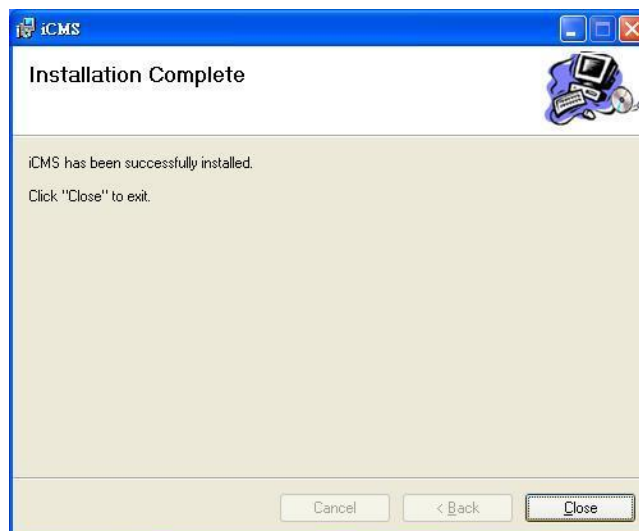 iCMS
Installation Complete
iCMS has been successfully installed.
Click "Close" to exit.
Cancel
< Back
Close